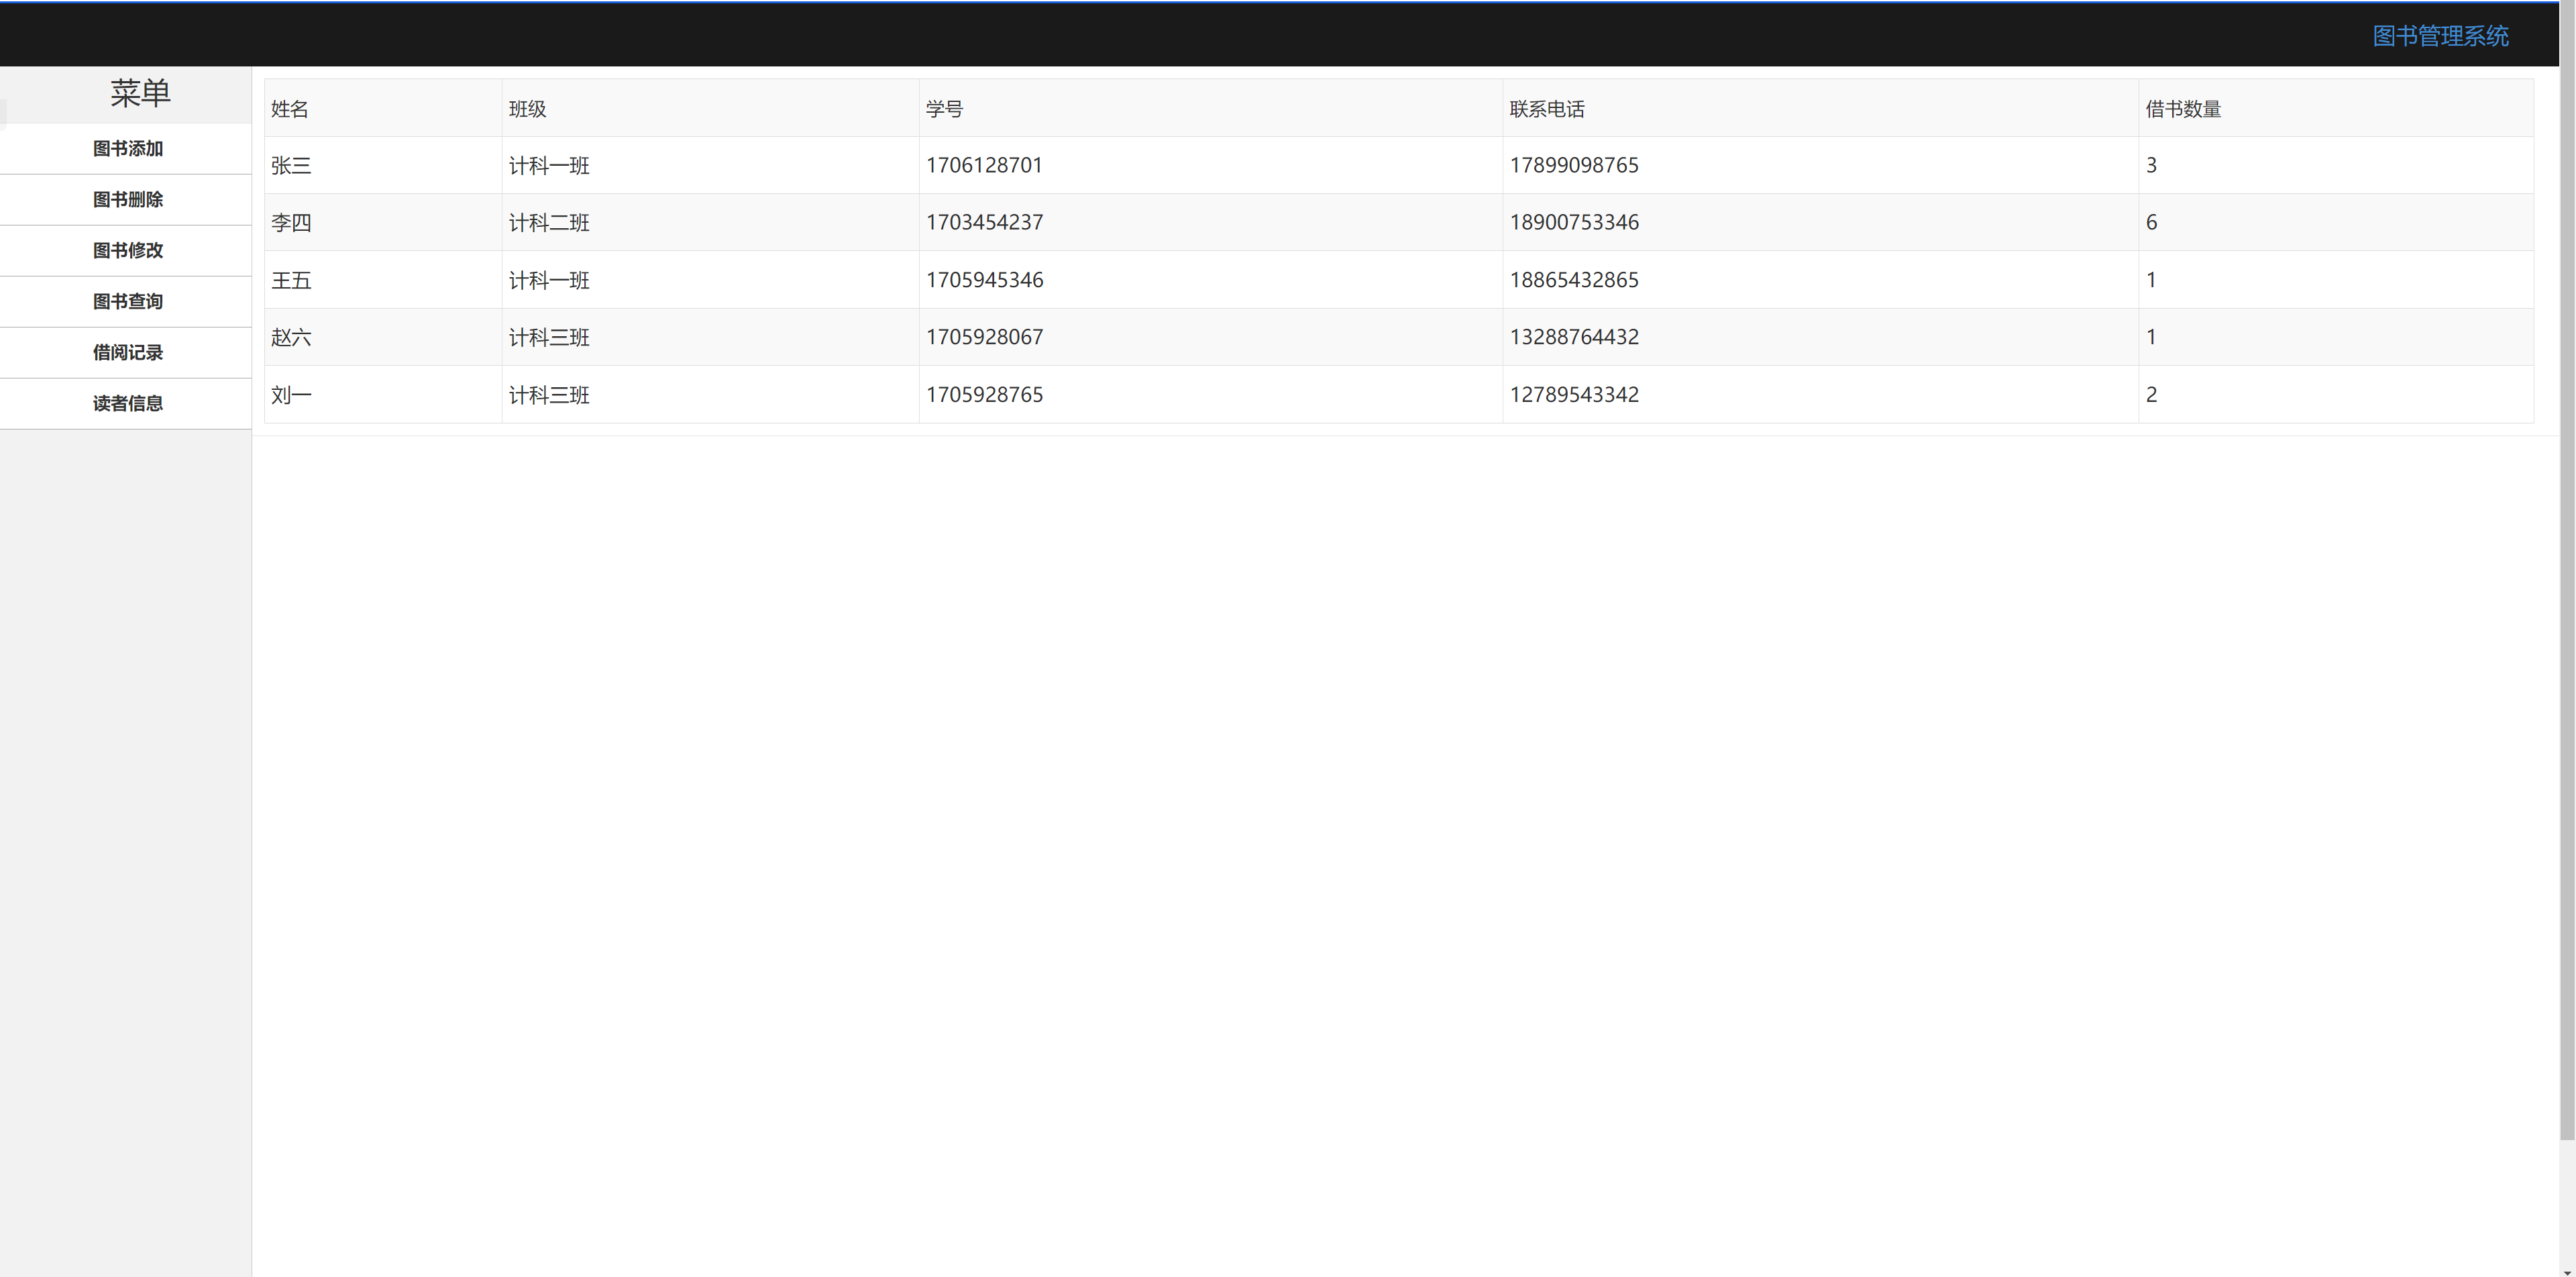 图书管理系统
菜单
图书添加
图书删除
图书修改
图书查询
借阅记录
读者信息
姓名 班级 学号 联系电话 借书数量
张三 计科一班 1706128701 17899098765 3
李四 计科二班 1703454237 18900753346 6
王五 计科一班 1705945346 18865432865 1
赵六 计科三班 1705928067 13288764432 1
刘一 计科三班 1705928765 12789543342 2